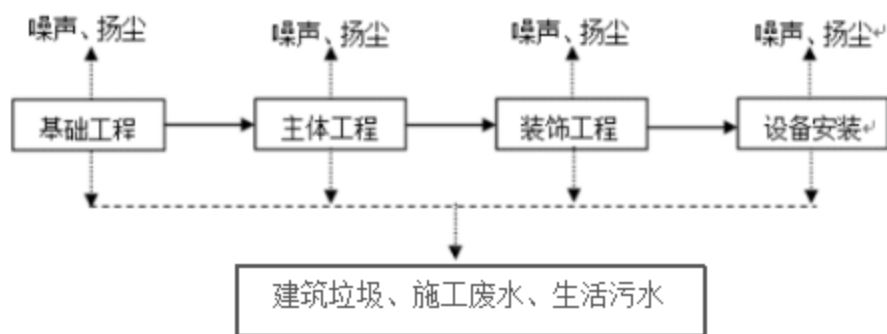 噪声、扬尘 噪声、扬尘 噪声、扬尘 噪声、扬尘
基础工程 主体工程 装饰工程 设备安装
建筑垃圾、施工废水、生活污水